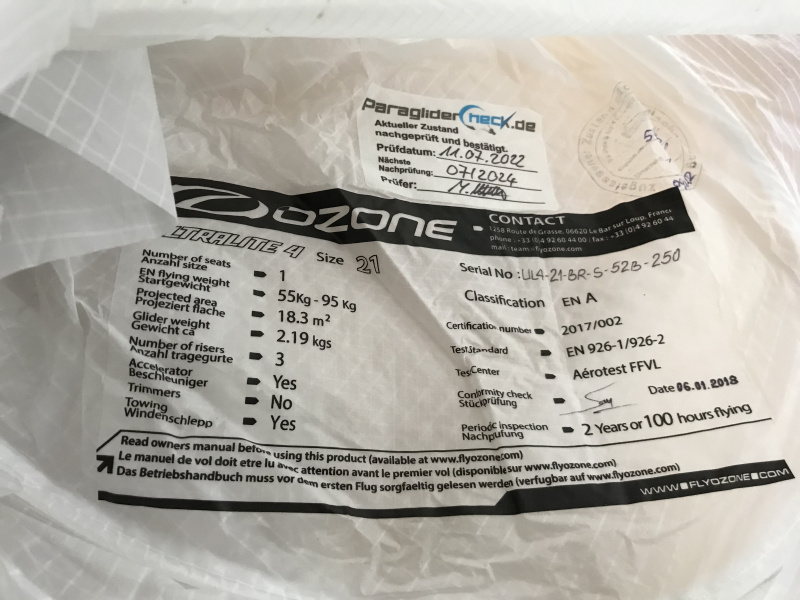 ParagliderCheck.de
Aktueller Zustand
nachgeprüft und bestätigt.
Prüfdatum: 11.07.2022
Nächste
Nachprüfung: 07/2024
Prüfer:
OZONE
CONTACT
1258 Route de Grasse, 06620 Le Bar sur Loup, France
phone : +33 (0)4 92 60 44 00 | fax : +33 (0)4 92 60 44
mail : team flyozone.com
LTRALITE 4 Size 21
Number of seats
Anzahl sitze 1
EN flying weight
Startgewicht 55Kg - 95 Kg
Projected area
Projeziert flache 18.3 m²
Glider weight
Gewicht ca 2.19 kgs
Number of risers
Anzahl tragegurte 3
Accelerator
Beschleuniger Yes
Trimmers No
Towing
Windenschlepp Yes
Serial No : UL4-21-BR-S-52B-250
Classification EN A
Certification number 2017/002
Test Standard EN 926-1/926-2
Test Center Aérotest FFVL
Conformity check
Stückprüfung Date 06.01.2018
Periodic inspection
Nachpufung 2 Years or 100 hours flying
Read owners manual before using this product (available at www.flyozone.com)
Le manuel de vol doit etre lu avec attention avant le premier vol (disponible sur www.flyozone.com)
Das Betriebshandbuch muss vor dem ersten Flug sorgfaeltig gelesen werden (verfugbar auf www.flyozone.com)
WWW.FLYOZONE.COM